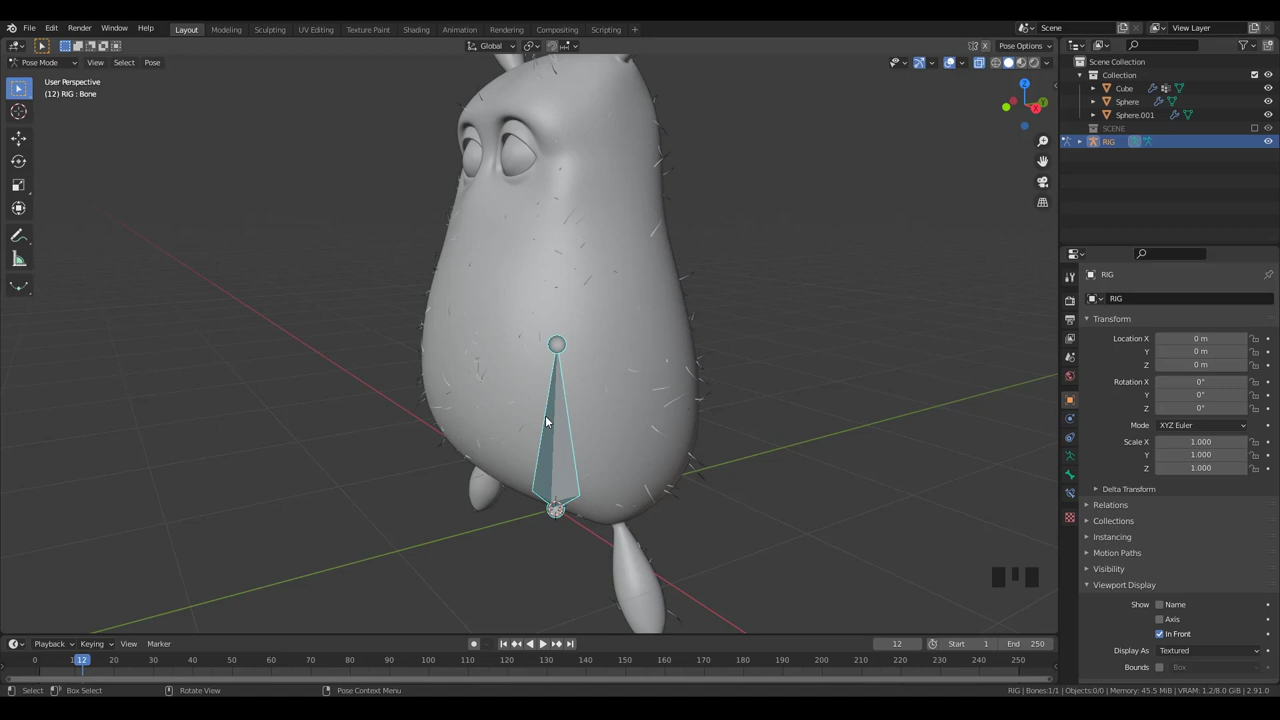 File Edit Render Window Help Layout Modeling Sculpting UV Editing Texture Paint Shading Animation Rendering Compositing Scripting + Scene View Layer
Pose Mode View Select Pose Global Pose Options
User Perspective
(12) RIG : Bone
Scene Collection
Collection
Cube
Sphere
Sphere.001
SCENE
RIG
Z
Y
X
RIG
RIG
Transform
Location X 0 m
Y 0 m
Z 0 m
Rotation X 0°
Y 0°
Z 0°
Mode XYZ Euler
Scale X 1.000
Y 1.000
Z 1.000
Delta Transform
Relations
Collections
Instancing
Motion Paths
Visibility
Viewport Display
Show Name
Axis
In Front
Display As Textured
Bounds Box
Playback Keying View Marker 12 Start 1 End 250
0 12 20 30 40 50 60 70 80 90 100 110 120 130 140 150 160 170 180 190 200 210 220 230 240 250
Select Box Select Rotate View Pose Context Menu RIG | Bones:1/1 | Objects:0/0 | Memory: 45.5 MiB | VRAM: 1.2/8.0 GiB | 2.91.0